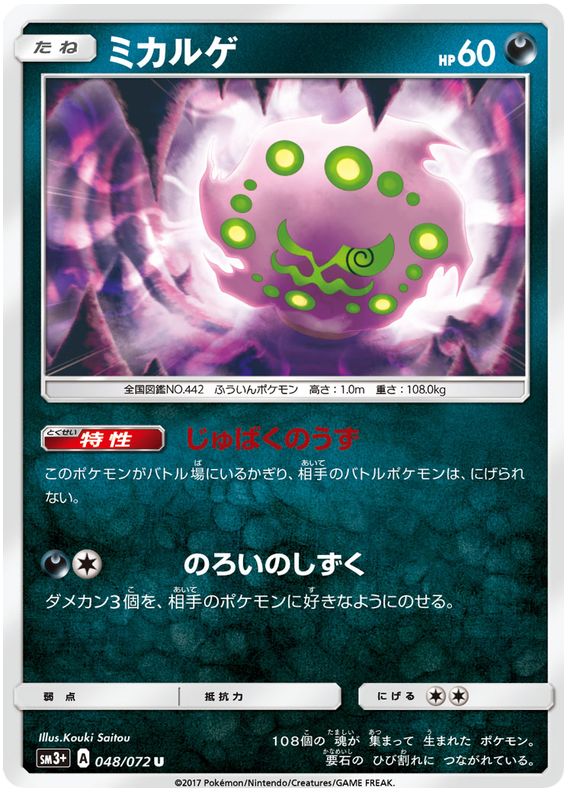 たね ミカルゲ HP60
全国図鑑NO.442 ふういんポケモン 高さ:1.0m 重さ:108.0kg
とくせい
特性 じゅばくのうず
このポケモンがバトル場にいるかぎり、相手のバトルポケモンは、にげられ
ない。
のろいのしずく
ダメカン3個を、相手のポケモンに好きなようにのせる。
弱点 抵抗力 にげる
Illus.Kouki Saitou
SM3+ A 048/072 U
108個の 魂が 集まって 生まれた ポケモン。
要石の ひび割れに つながれている。
©2017 Pokémon/Nintendo/Creatures/GAME FREAK.